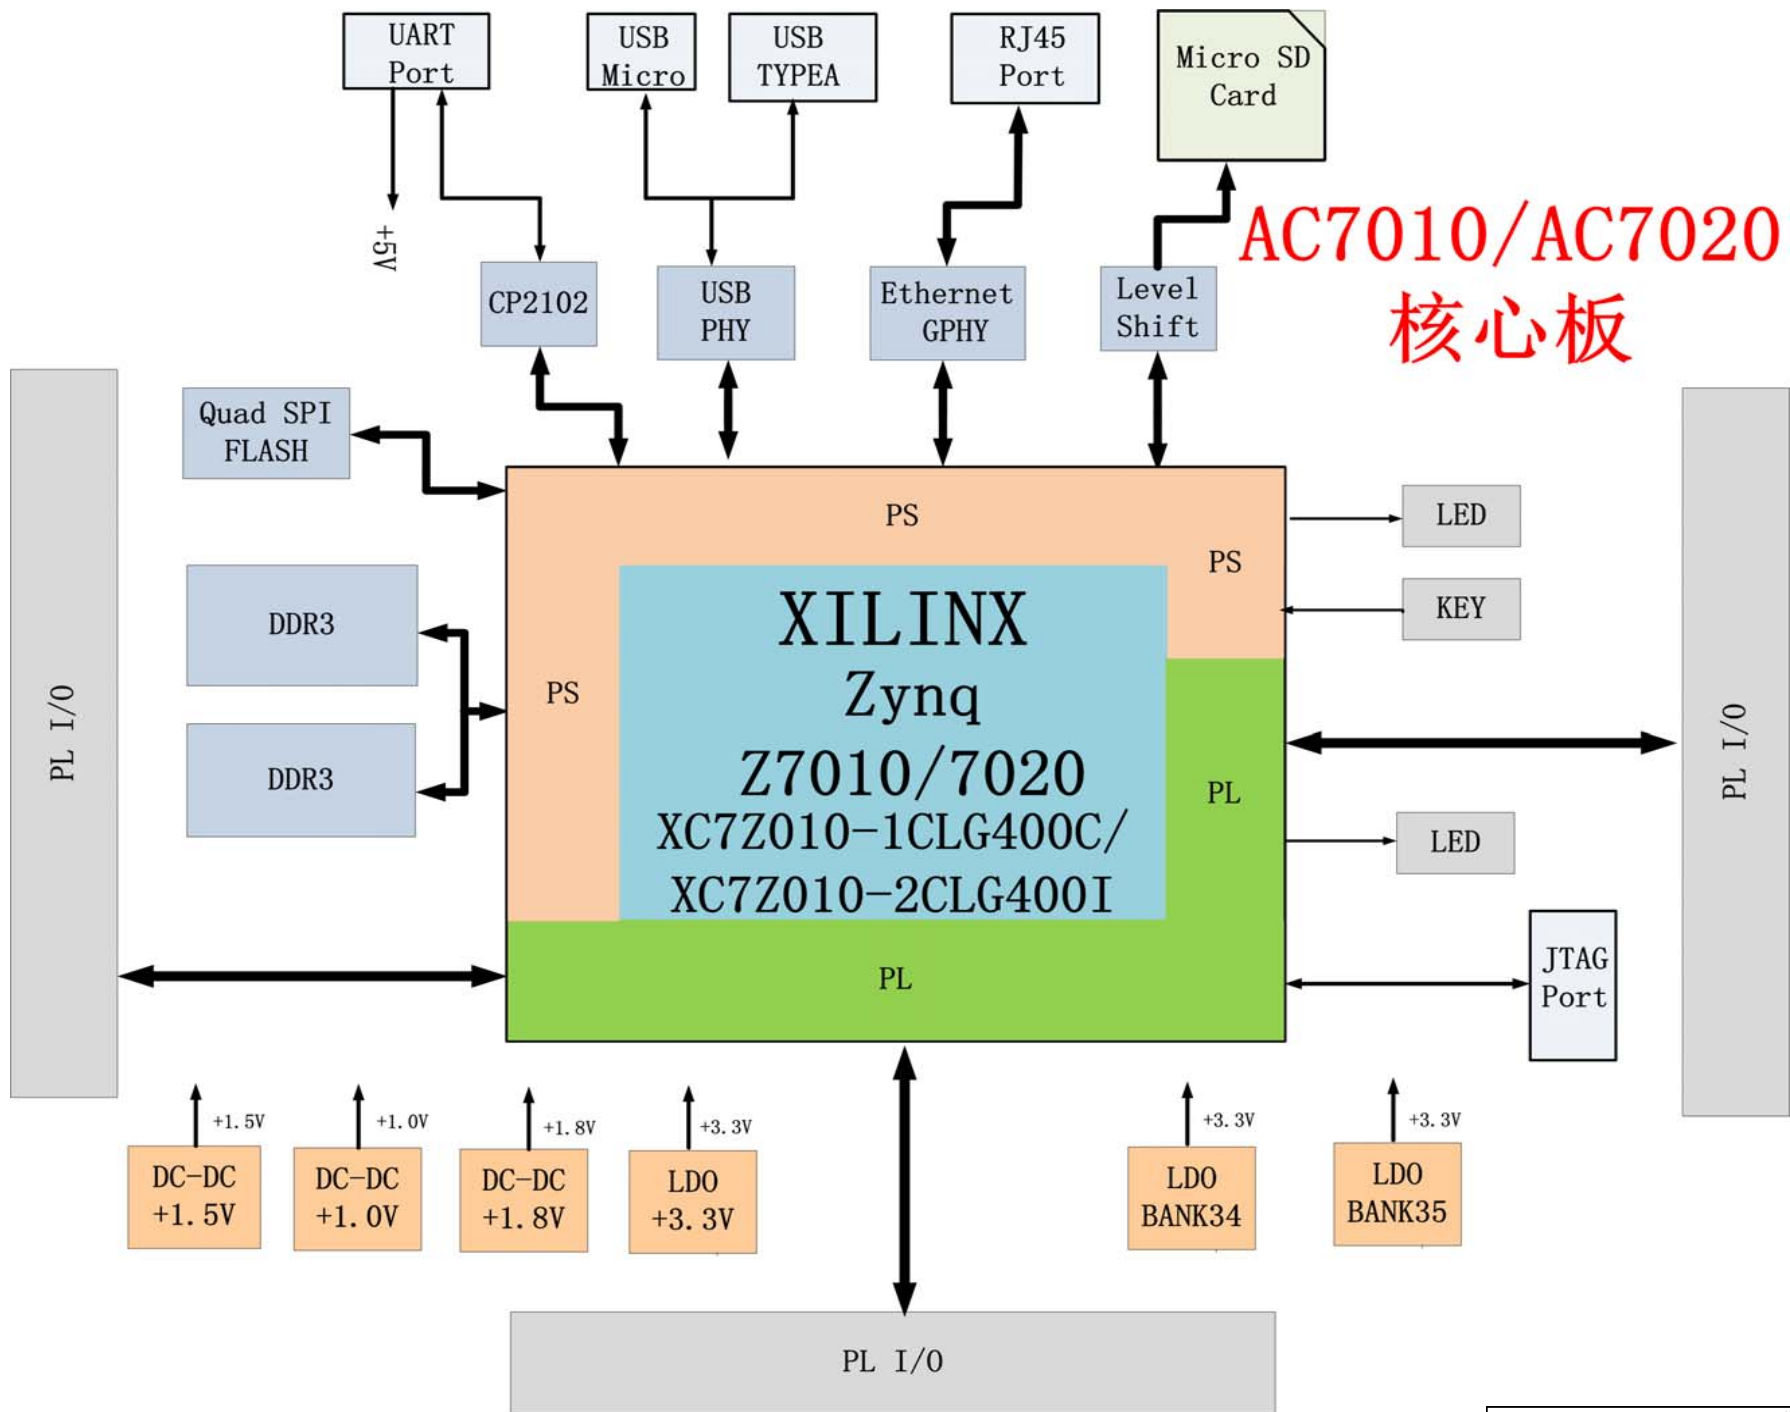 UART
Port
USB
Micro
USB
TYPEA
RJ45
Port
Micro SD
Card
+5V
AC7010/AC7020
核心板
CP2102
USB
PHY
Ethernet
GPHY
Level
Shift
Quad SPI
FLASH
PS
LED
PS
KEY
DDR3
DDR3
PS
XILINX
Zynq
Z7010/7020
XC7Z010-1CLG400C/
XC7Z010-2CLG400I
PL
LED
PL I/O
PL I/O
PL
JTAG
Port
+1.5V
+1.0V
+1.8V
+3.3V
+3.3V
+3.3V
DC-DC
+1.5V
DC-DC
+1.0V
DC-DC
+1.8V
LDO
+3.3V
LDO
BANK34
LDO
BANK35
PL I/O